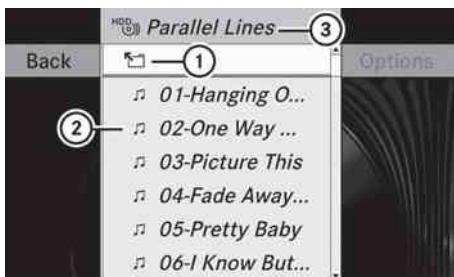 HDD Parallel Lines 3
Back 1 Options
01-Hanging O...
2 02-One Way ...
03-Picture This
04-Fade Away...
05-Pretty Baby
06-I Know But...